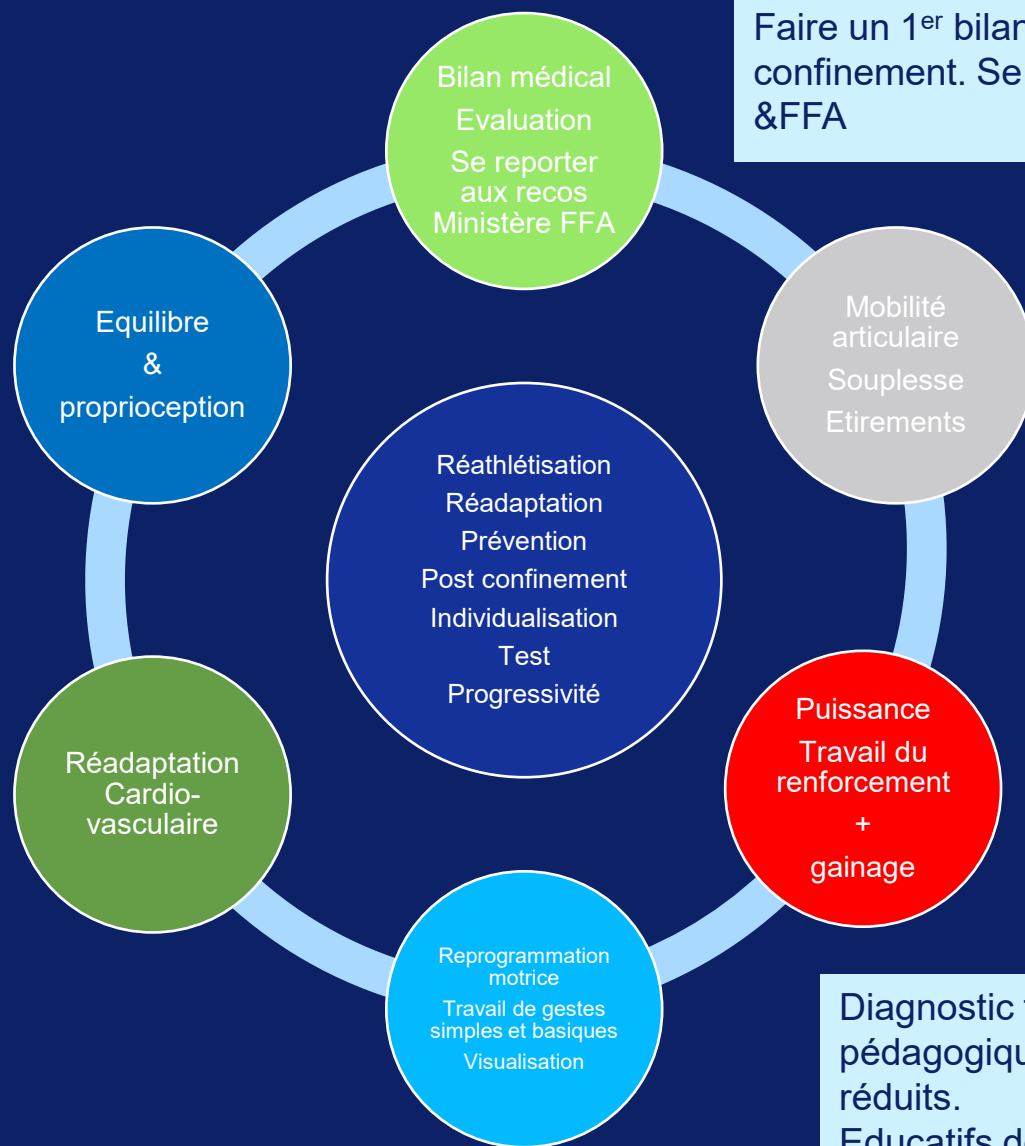 Faire un 1er bilan
confinement. Se
&FFA
Bilan médical
Evaluation
Se reporter
aux recos
Ministère FFA
Mobilité
articulaire
Souplesse
Etirements
Puissance
Travail du
renforcement
+
gainage
Reprogrammation
motrice
Travail de gestes
simples et basiques
Visualisation
Réadaptation
Cardio-
vasculaire
Equilibre
&
proprioception
Réathlétisation
Réadaptation
Prévention
Post confinement
Individualisation
Test
Progressivité
Diagnostic
réduits.
Educatifs